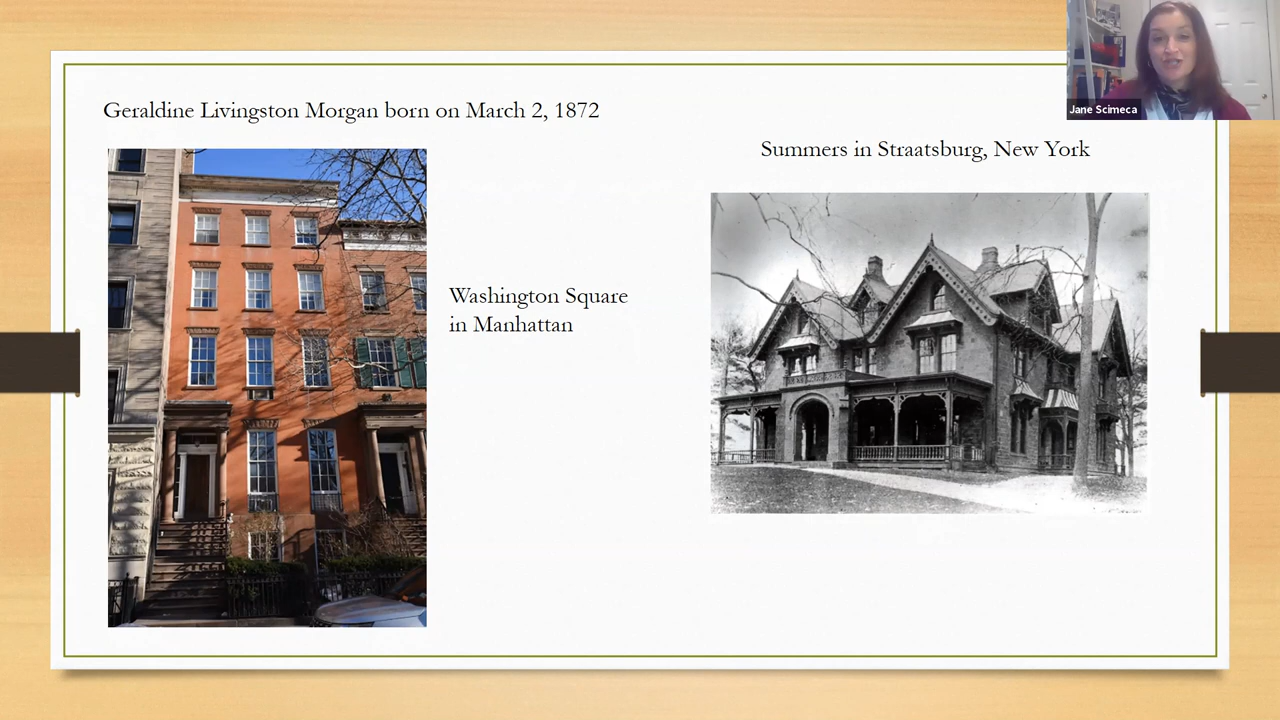 Geraldine Livingston Morgan born on March 2, 1872
Jane Scimeca
Summers in Straatsburg, New York
Washington Square
in Manhattan